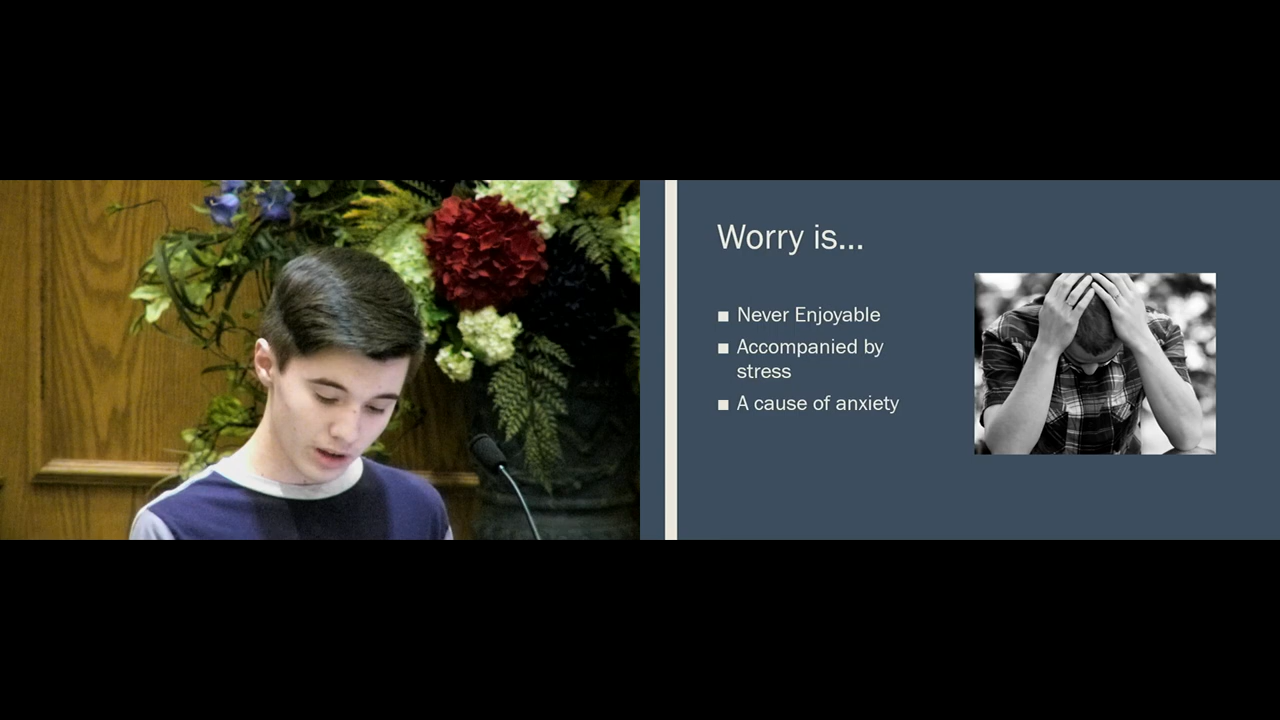 Worry is...
■ Never Enjoyable
■ Accompanied by
stress
■ A cause of anxiety